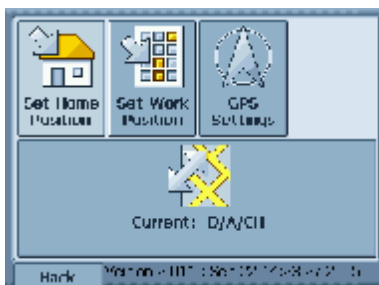 Set Home Set Work GPS
Position Position Settings
Current: D/A/CH
Back